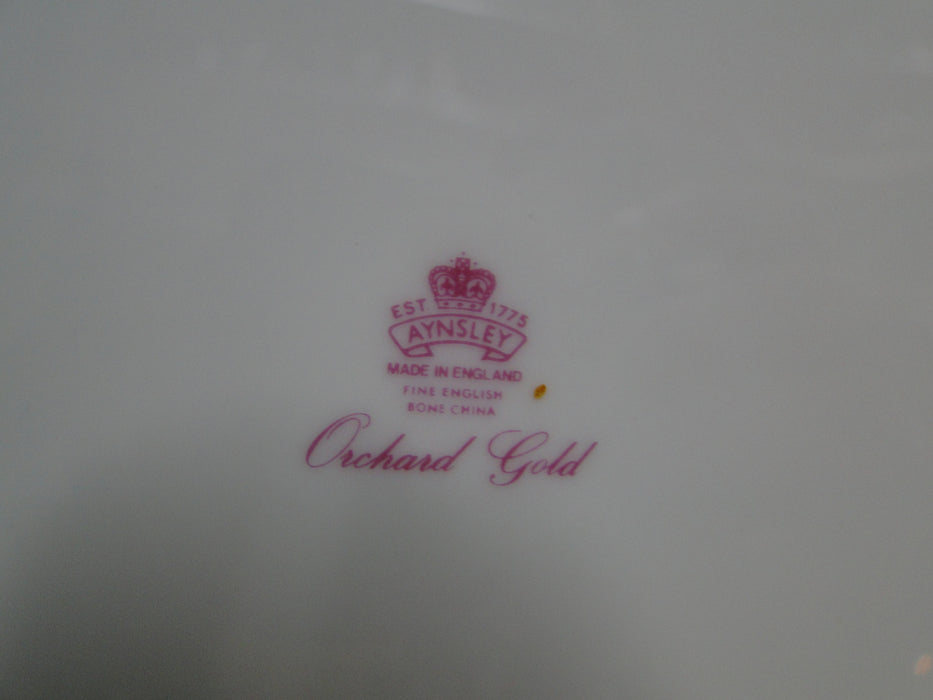 EST. 1775
AYNSLEY
MADE IN ENGLAND
FINE ENGLISH
BONE CHINA
Orchard Gold